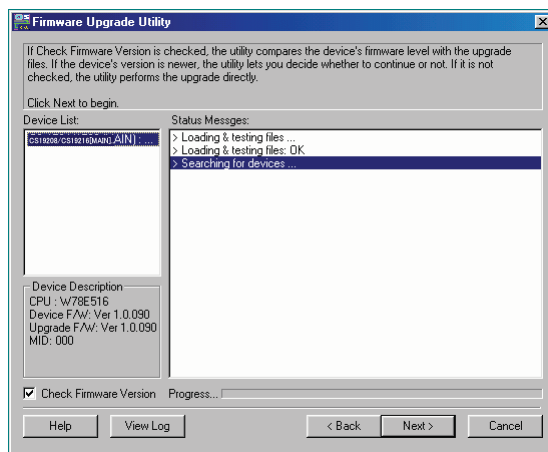 Firmware Upgrade Utility
If Check Firmware Version is checked, the utility compares the device's firmware level with the upgrade
files. If the device's version is newer, the utility lets you decide whether to continue or not. If it is not
checked, the utility performs the upgrade directly.
Click Next to begin.
Device List:
CS19208/CS19216[MAIN].AIN] : ...
Status Messges:
> Loading & testing files ...
> Loading & testing files: OK
> Searching for devices ...
Device Description
CPU : W78E516
Device F/W: Ver 1.0.090
Upgrade F/W: Ver 1.0.090
MID: 000
Check Firmware Version
Progress...
Help
View Log
< Back
Next >
Cancel